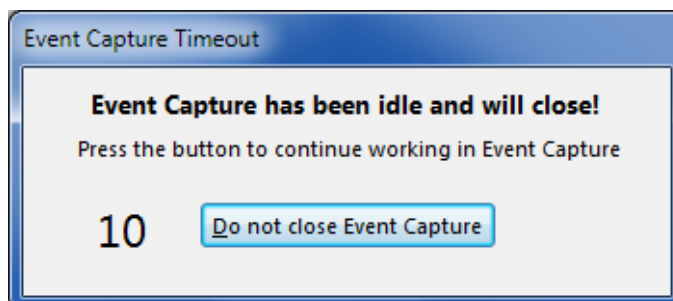 Event Capture Timeout
Event Capture has been idle and will close!
Press the button to continue working in Event Capture
10
Do not close Event Capture